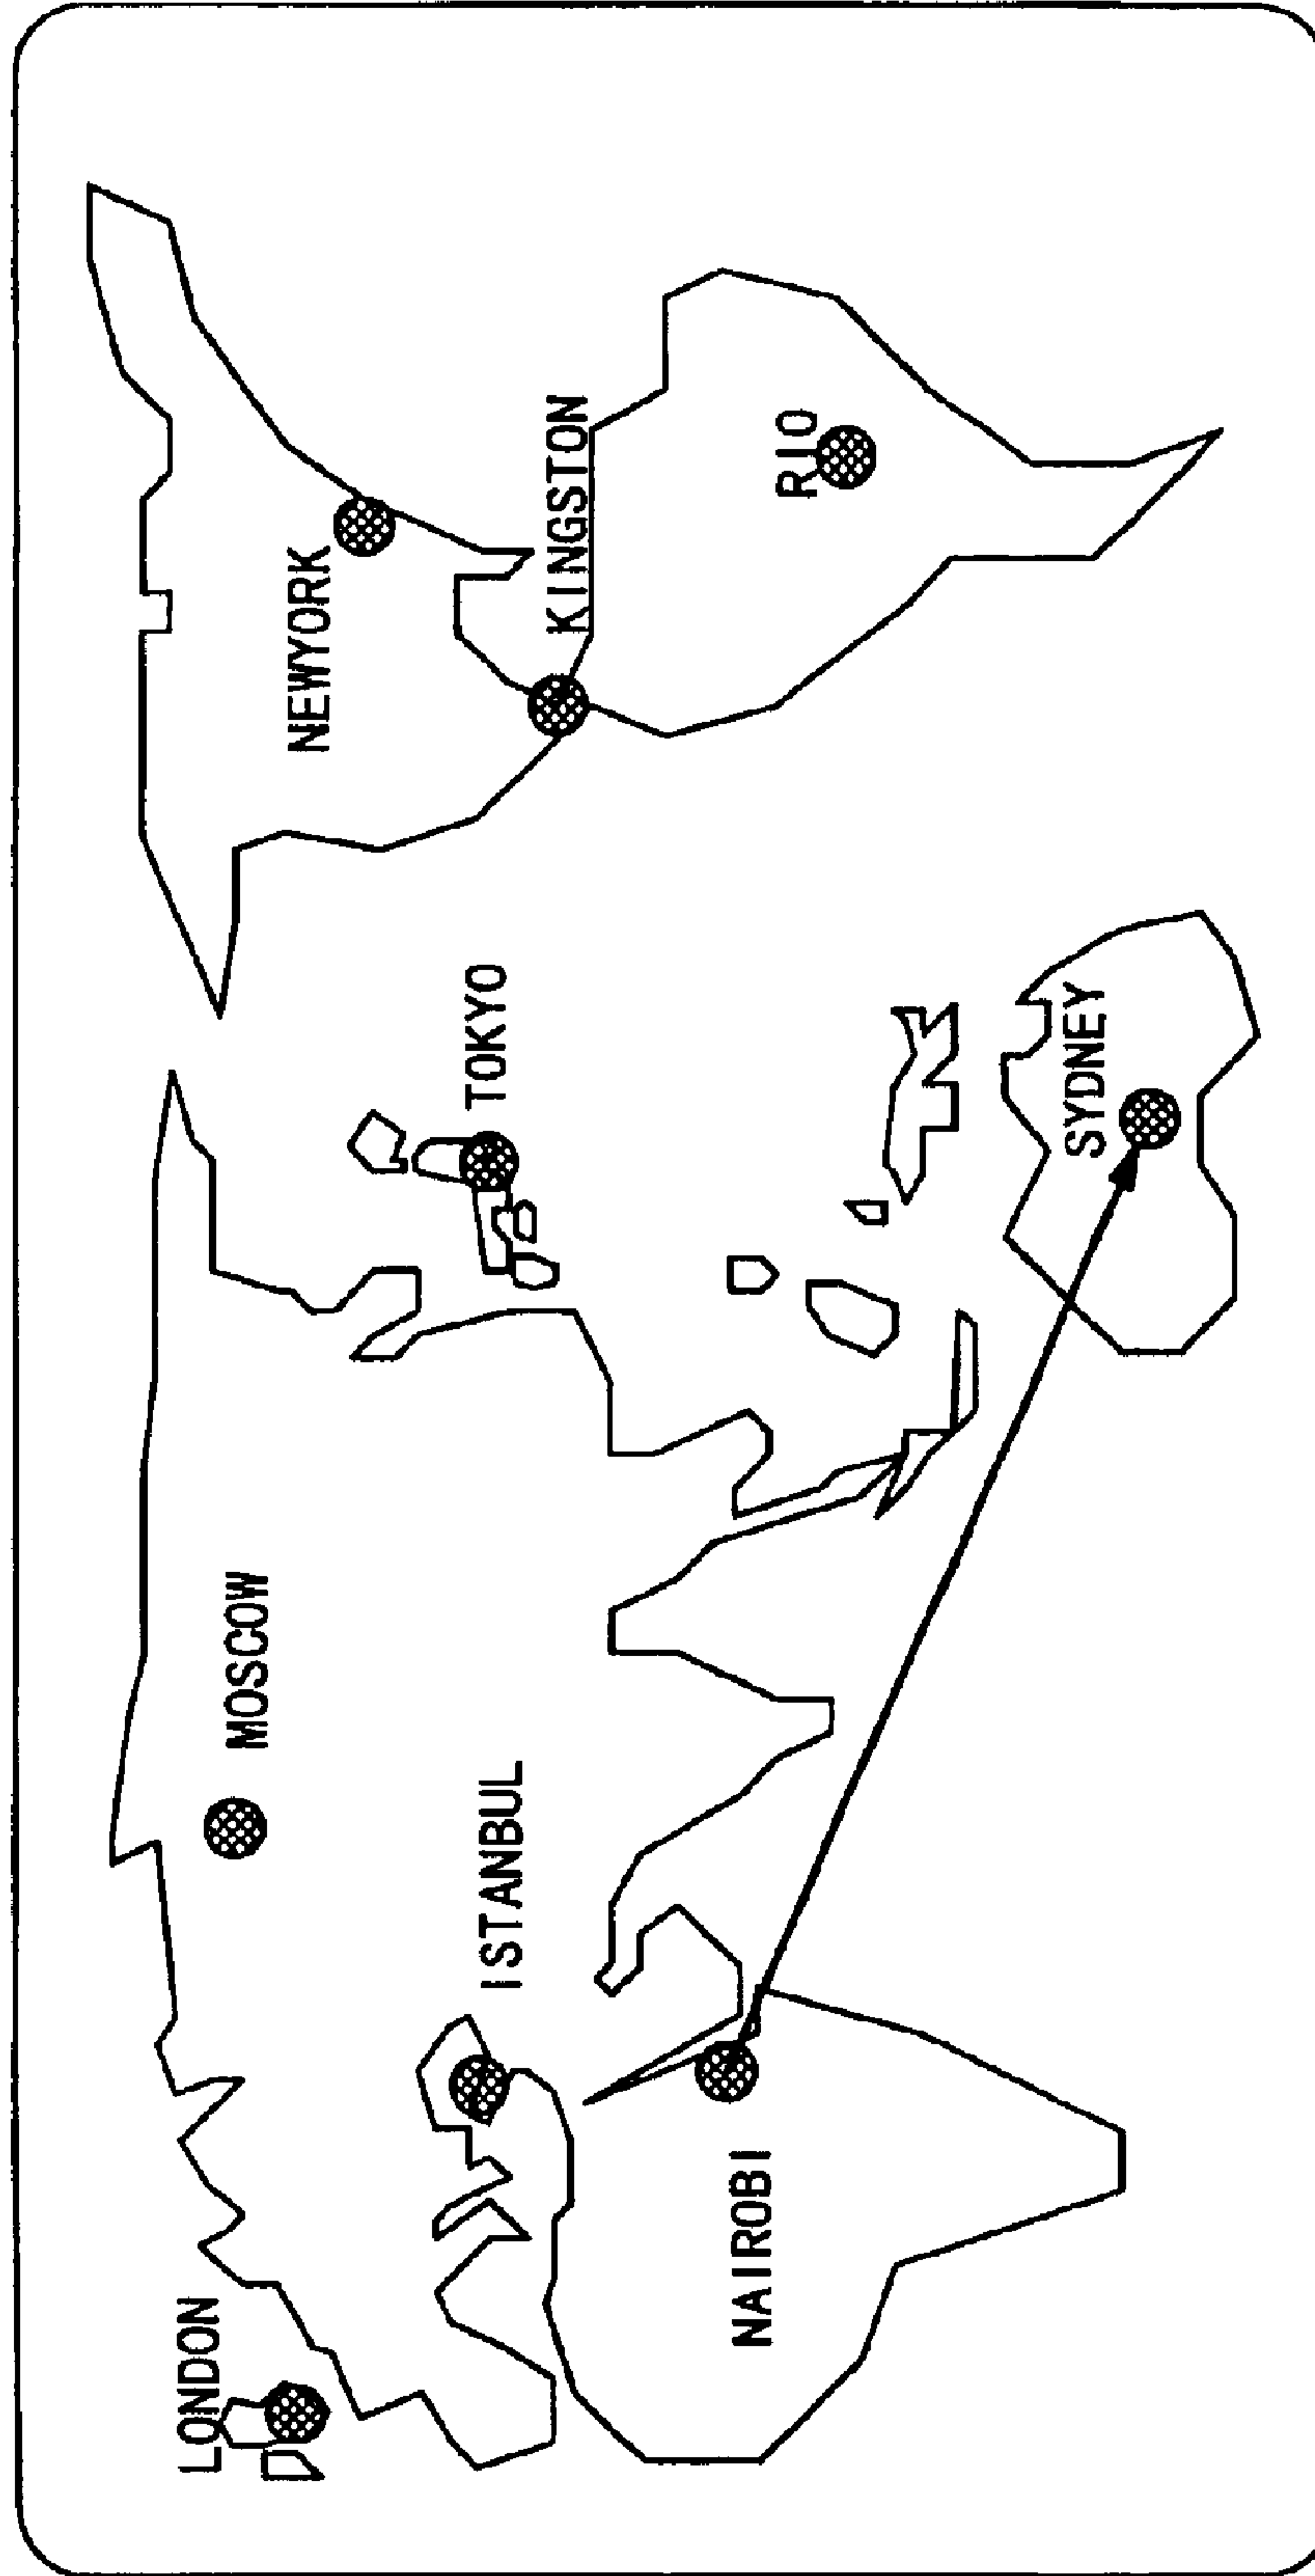 LONDON
MOSCOW
NEWYORK
ISTANBUL
TOKYO
KINGSTON
NAIROBI
RIO
SYDNEY